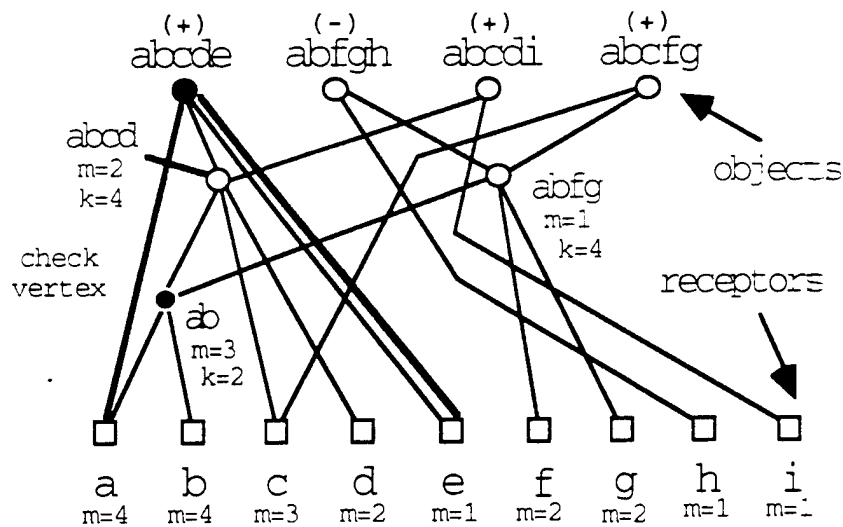 (+) (-) (+) (+)
abcde abfgh abcdi abcfg
abcd
m=2
k=4
objects
abfg
m=1
k=4
check
vertex
receptors
ab
m=3
k=2
a b c d e f g h i
m=4 m=4 m=3 m=2 m=1 m=2 m=2 m=1 m=1